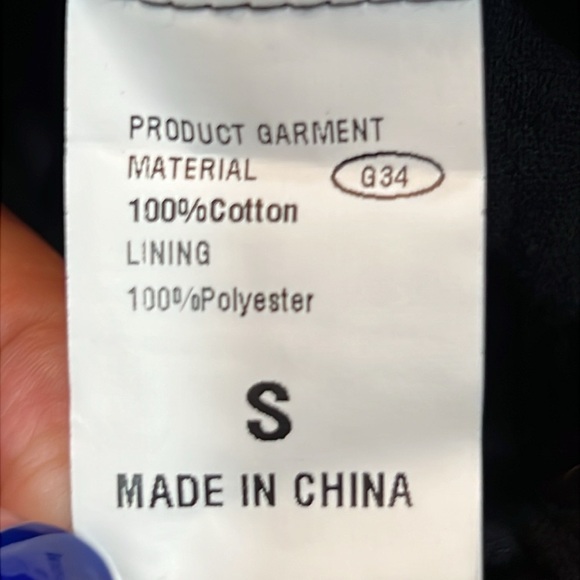 PRODUCT GARMENT
MATERIAL
G34
100%Cotton
LINING
100%Polyester
S
MADE IN CHINA